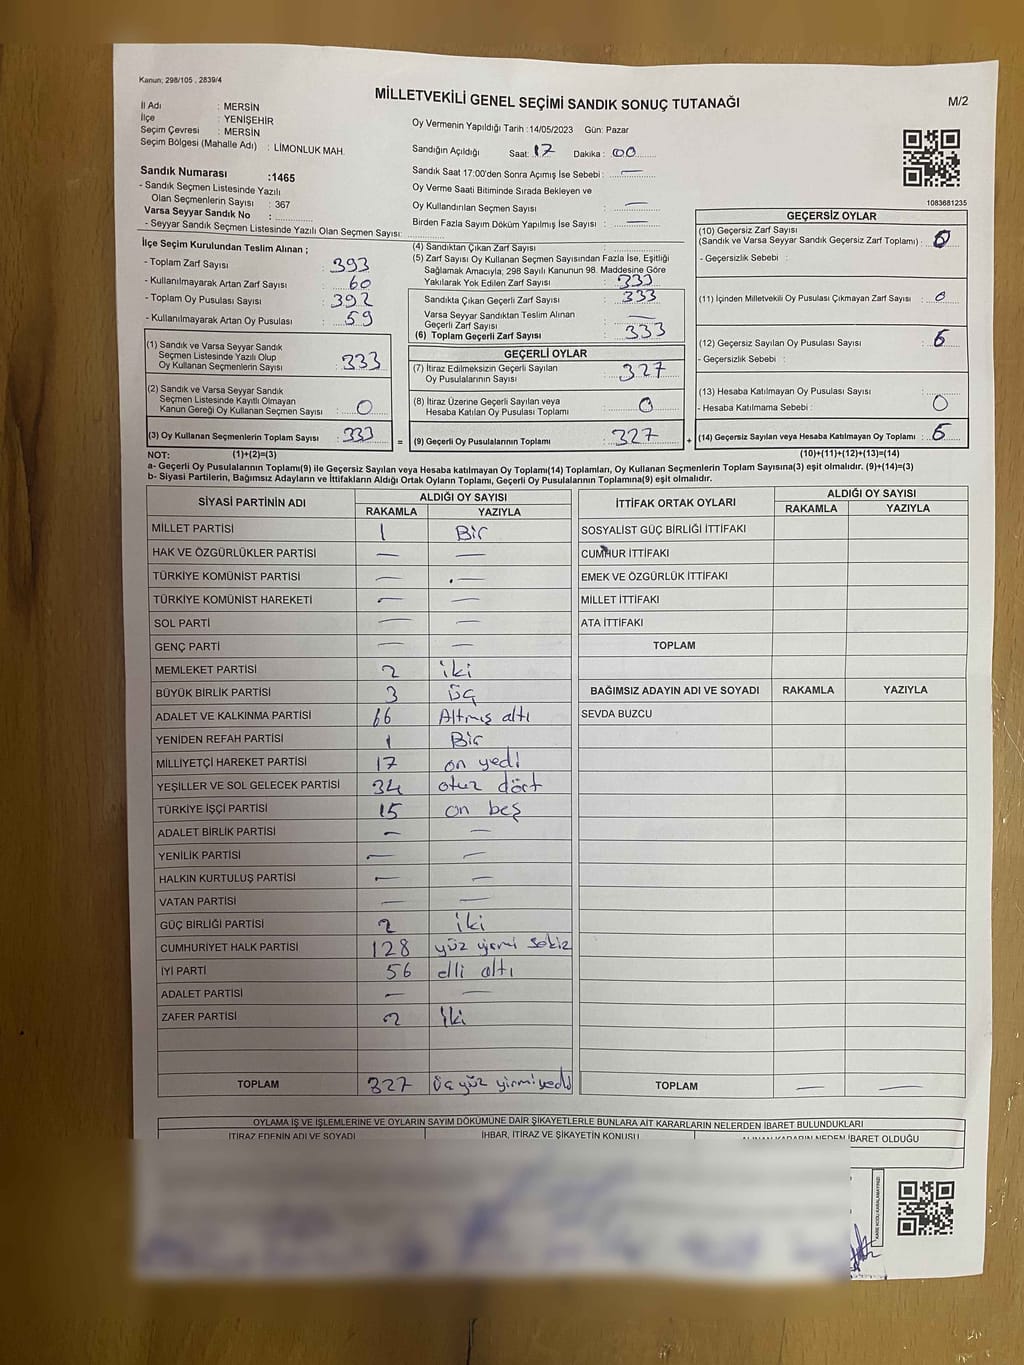 Kanun: 298/105 , 2839/4
MİLLETVEKİLİ GENEL SEÇİMİ SANDIK SONUÇ TUTANAĞI
M/2
İl Adı : MERSİN
İlçe : YENİŞEHİR
Seçim Çevresi : MERSİN
Seçim Bölgesi (Mahalle Adı) : LİMONLUK MAH.
Oy Vermenin Yapıldığı Tarih : 14/05/2023 Gün: Pazar
Sandığın Açıldığı Saat: 17 Dakika : 00
Sandık Saat 17:00'den Sonra Açımış İse Sebebi : —
Oy Verme Saati Bitiminde Sırada Bekleyen ve
Oy Kullandırılan Seçmen Sayısı : —
Birden Fazla Sayım Döküm Yapılmış İse Sayısı : —
1083681235
Sandık Numarası :1465
- Sandık Seçmen Listesinde Yazılı
Olan Seçmenlerin Sayısı : 367
Varsa Seyyar Sandık No :
- Seyyar Sandık Seçmen Listesinde Yazılı Olan Seçmen Sayısı:
İlçe Seçim Kurulundan Teslim Alınan ;
- Toplam Zarf Sayısı : 393
- Kullanılmayarak Artan Zarf Sayısı : 60
- Toplam Oy Pusulası Sayısı : 392
- Kullanılmayarak Artan Oy Pusulası : 59
(1) Sandık ve Varsa Seyyar Sandık
Seçmen Listesinde Yazılı Olup
Oy Kullanan Seçmenlerin Sayısı : 333
(2) Sandık ve Varsa Seyyar Sandık
Seçmen Listesinde Kayıtlı Olmayan
Kanun Gereği Oy Kullanan Seçmen Sayısı : 0
(3) Oy Kullanan Seçmenlerin Toplam Sayısı : 333
(4) Sandıktan Çıkan Zarf Sayısı :
(5) Zarf Sayısı Oy Kullanan Seçmen Sayısından Fazla İse, Eşitliği
Sağlamak Amacıyla; 298 Sayılı Kanunun 98. Maddesine Göre
Yakılarak Yok Edilen Zarf Sayısı : 333
Sandıkta Çıkan Geçerli Zarf Sayısı : 333
Varsa Seyyar Sandıktan Teslim Alınan
Geçerli Zarf Sayısı : —
(6) Toplam Geçerli Zarf Sayısı : 333
GEÇERLİ OYLAR
(7) İtiraz Edilmeksizin Geçerli Sayılan
Oy Pusulalarının Sayısı : 327
(8) İtiraz Üzerine Geçerli Sayılan veya
Hesaba Katılan Oy Pusulası Toplamı : 0
= (9) Geçerli Oy Pusulalarının Toplamı : 327
GEÇERSİZ OYLAR
(10) Geçersiz Zarf Sayısı
(Sandık ve Varsa Seyyar Sandık Geçersiz Zarf Toplamı) : 0
- Geçersizlik Sebebi :
(11) İçinden Milletvekili Oy Pusulası Çıkmayan Zarf Sayısı : 0
(12) Geçersiz Sayılan Oy Pusulası Sayısı : 6
- Geçersizlik Sebebi :
(13) Hesaba Katılmayan Oy Pusulası Sayısı : 0
- Hesaba Katılmama Sebebi :
+ (14) Geçersiz Sayılan veya Hesaba Katılmayan Oy Toplamı : 6
NOT: (1)+(2)=(3) (10)+(11)+(12)+(13)=(14)
a- Geçerli Oy Pusulalarının Toplamı(9) ile Geçersiz Sayılan veya Hesaba katılmayan Oy Toplamı(14) Toplamları, Oy Kullanan Seçmenlerin Toplam Sayısına(3) eşit olmalıdır. (9)+(14)=(3)
b- Siyasi Partilerin, Bağımsız Adayların ve İttifakların Aldığı Ortak Oyların Toplamı, Geçerli Oy Pusulalarının Toplamına(9) eşit olmalıdır.
SİYASİ PARTİNİN ADI ALDIĞI OY SAYISI
RAKAMLA YAZIYLA
MİLLET PARTİSİ 1 Bir
HAK VE ÖZGÜRLÜKLER PARTİSİ — —
TÜRKİYE KOMÜNİST PARTİSİ — —
TÜRKİYE KOMÜNİST HAREKETİ — —
SOL PARTİ — —
GENÇ PARTİ — —
MEMLEKET PARTİSİ 2 iki
BÜYÜK BİRLİK PARTİSİ 3 üç
ADALET VE KALKINMA PARTİSİ 66 Altmış altı
YENİDEN REFAH PARTİSİ 1 Bir
MİLLİYETÇİ HAREKET PARTİSİ 17 on yedi
YEŞİLLER VE SOL GELECEK PARTİSİ 34 otuz dört
TÜRKİYE İŞÇİ PARTİSİ 15 on beş
ADALET BİRLİK PARTİSİ — —
YENİLİK PARTİSİ — —
HALKIN KURTULUŞ PARTİSİ — —
VATAN PARTİSİ — —
GÜÇ BİRLİĞİ PARTİSİ 2 iki
CUMHURİYET HALK PARTİSİ 128 yüz yirmi sekiz
İYİ PARTİ 56 elli altı
ADALET PARTİSİ — —
ZAFER PARTİSİ 2 iki
TOPLAM 327 üçyüz yirmiyedi
İTTİFAK ORTAK OYLARI ALDIĞI OY SAYISI
RAKAMLA YAZIYLA
SOSYALİST GÜÇ BİRLİĞİ İTTİFAKI
CUMHUR İTTİFAKI
EMEK VE ÖZGÜRLÜK İTTİFAKI
MİLLET İTTİFAKI
ATA İTTİFAKI
TOPLAM
BAĞIMSIZ ADAYIN ADI VE SOYADI RAKAMLA YAZIYLA
SEVDA BUZCU
TOPLAM — —
OYLAMA İŞ VE İŞLEMLERİNE VE OYLARIN SAYIM DÖKÜMÜNE DAİR ŞİKAYETLERLE BUNLARA AİT KARARLARIN NELERDEN İBARET BULUNDUKLARI
İTİRAZ EDENİN ADI VE SOYADI İHBAR, İTİRAZ VE ŞİKAYETİN KONUSU ALINAN KARARIN NEDEN İBARET OLDUĞU